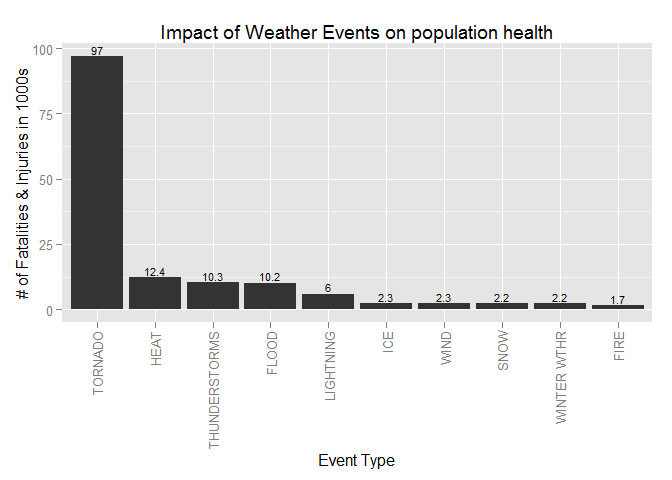 Impact of Weather Events on population health
# of Fatalities & Injuries in 1000s
100
75
50
25
0
97
12.4
10.3
10.2
6
2.3
2.3
2.2
2.2
1.7
TORNADO
HEAT
THUNDERSTORMS
FLOOD
LIGHTNING
ICE
WIND
SNOW
WINTER WTHR
FIRE
Event Type